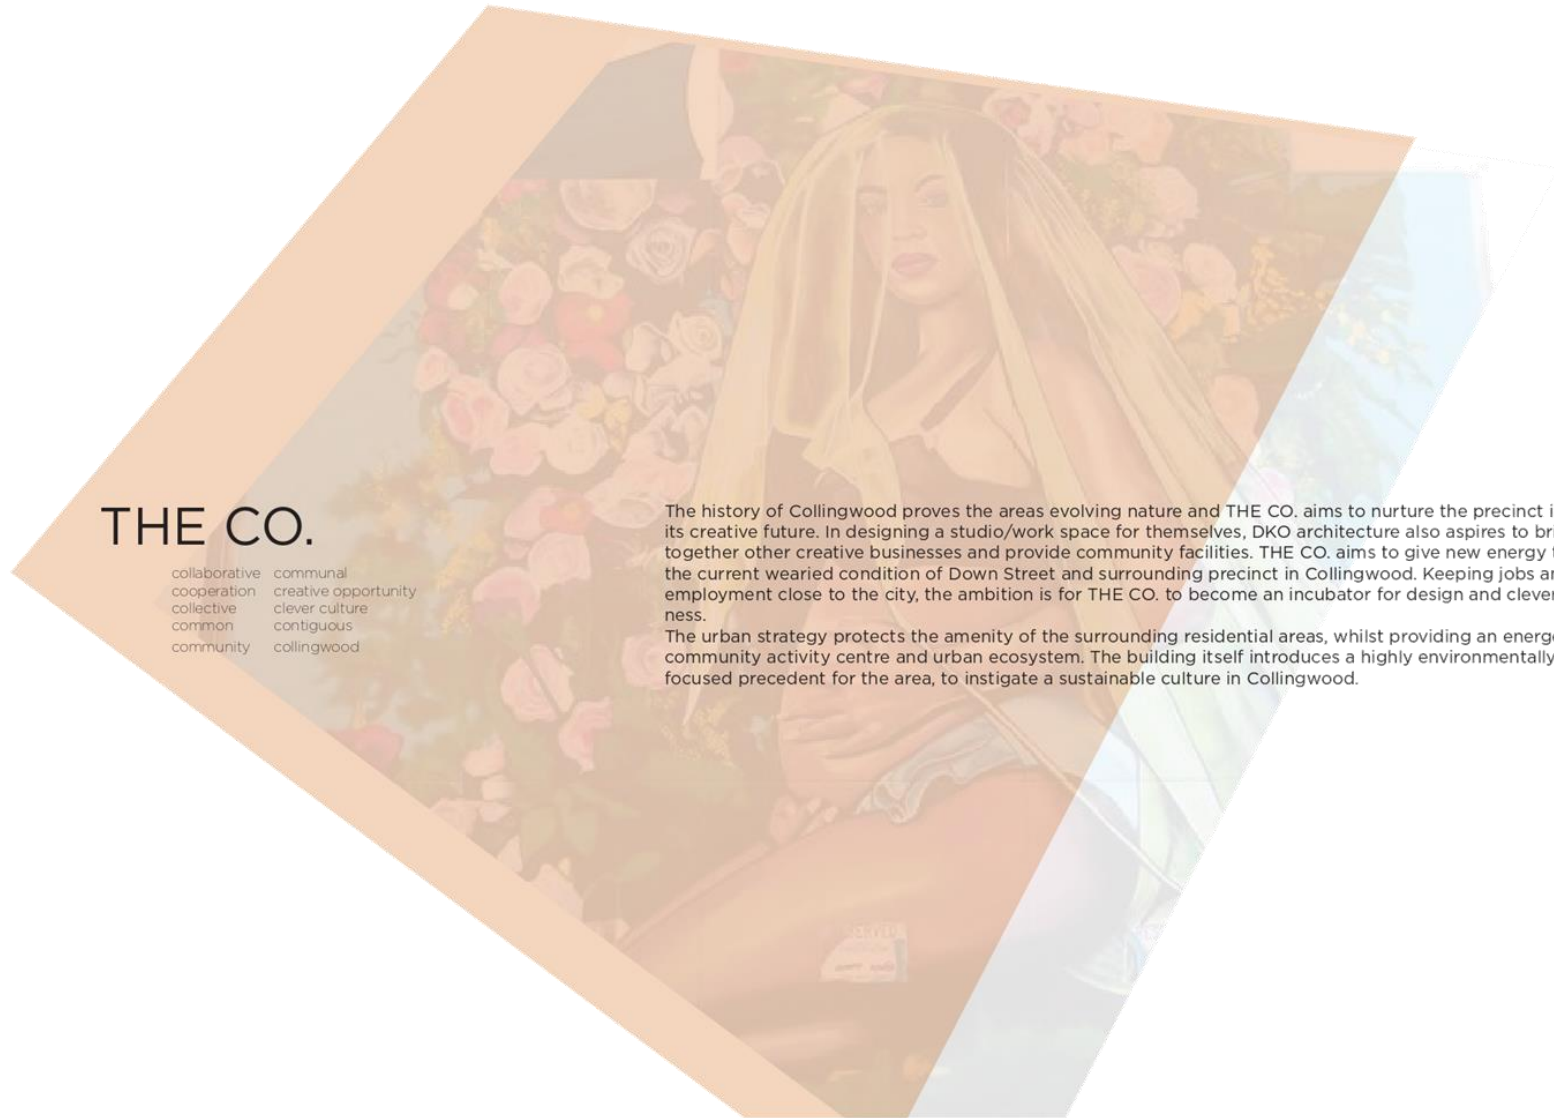 THE CO.
collaborative communal
cooperation creative opportunity
collective clever culture
common contiguous
community collingwood
The history of Collingwood proves the areas evolving nature and THE CO. aims to nurture the precinct
its creative future. In designing a studio/work space for themselves, DKO architecture also aspires to
together other creative businesses and provide community facilities. THE CO. aims to give new energy
the current wearied condition of Down Street and surrounding precinct in Collingwood. Keeping jobs
employment close to the city, the ambition is for THE CO. to become an incubator for design and clever
ness.
The urban strategy protects the amenity of the surrounding residential areas, whilst providing an
community activity centre and urban ecosystem. The building itself introduces a highly environmentally
focused precedent for the area, to instigate a sustainable culture in Collingwood.